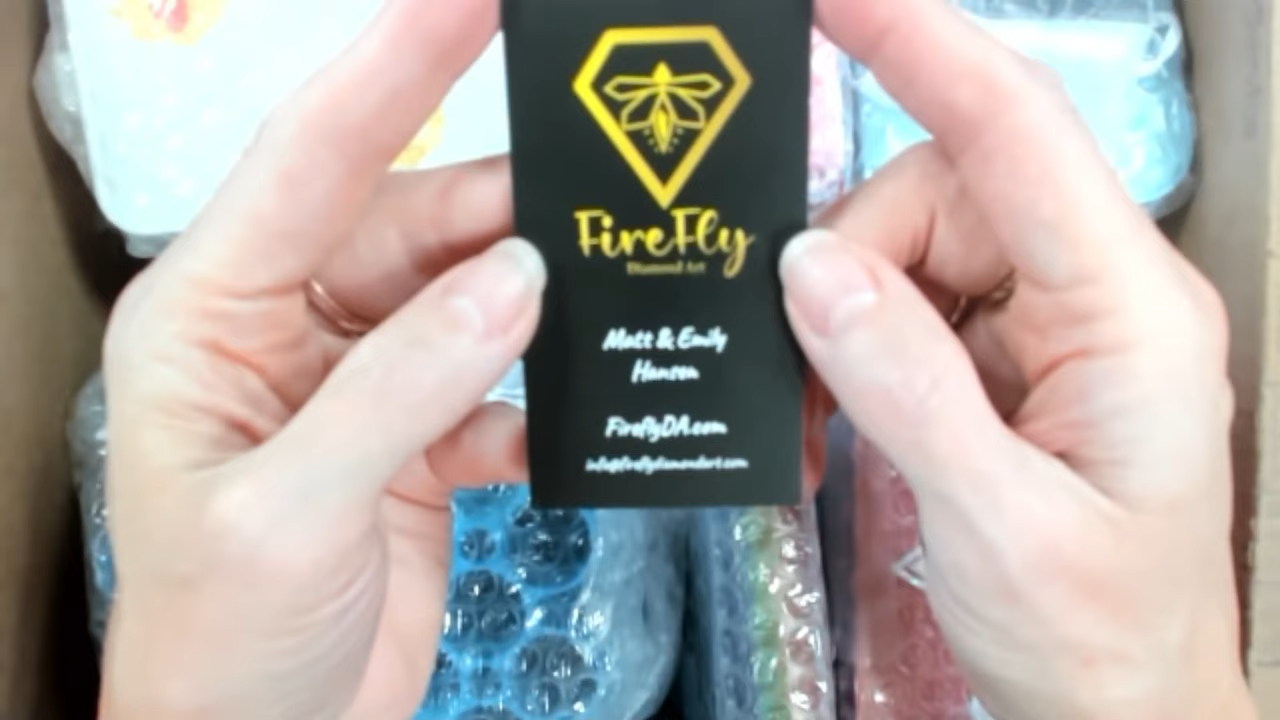 FireFly
Diamond Art
Matt & Emily
Hansen
FireflyDA.com
info@fireflydiamondart.com